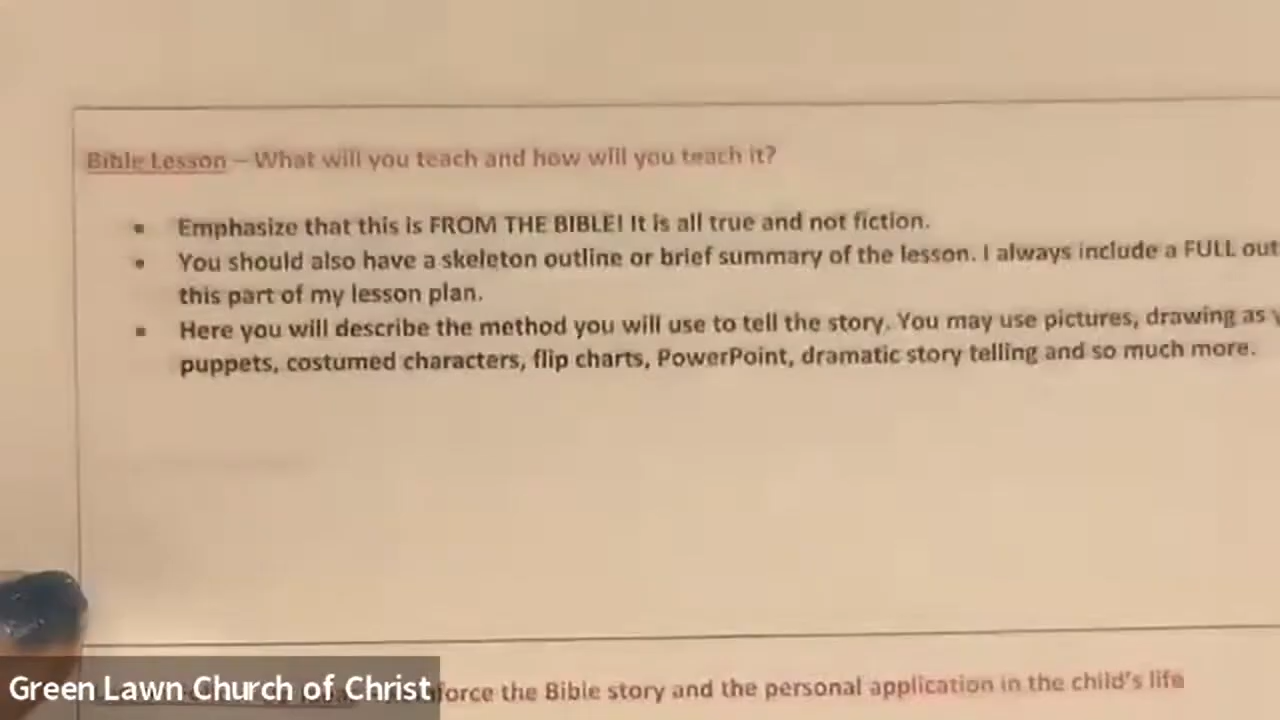 Bible Lesson – What will you teach and how will you teach it?
▪ Emphasize that this is FROM THE BIBLE! It is all true and not fiction.
• You should also have a skeleton outline or brief summary of the lesson. I always include a FULL out
this part of my lesson plan.
▪ Here you will describe the method you will use to tell the story. You may use pictures, drawing as
puppets, costumed characters, flip charts, PowerPoint, dramatic story telling and so much more.
force the Bible story and the personal application in the child's life
Green Lawn Church of Christ